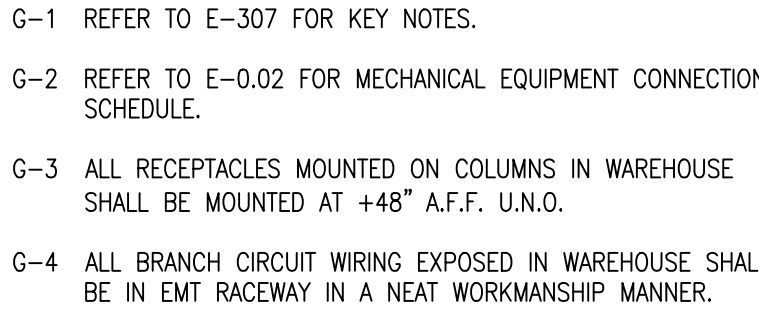 G-1 REFER TO E-307 FOR KEY NOTES.
G-2 REFER TO E-0.02 FOR MECHANICAL EQUIPMENT CONNECTION
SCHEDULE.
G-3 ALL RECEPTACLES MOUNTED ON COLUMNS IN WAREHOUSE
SHALL BE MOUNTED AT +48" A.F.F. U.N.O.
G-4 ALL BRANCH CIRCUIT WIRING EXPOSED IN WAREHOUSE SHAL
BE IN EMT RACEWAY IN A NEAT WORKMANSHIP MANNER.